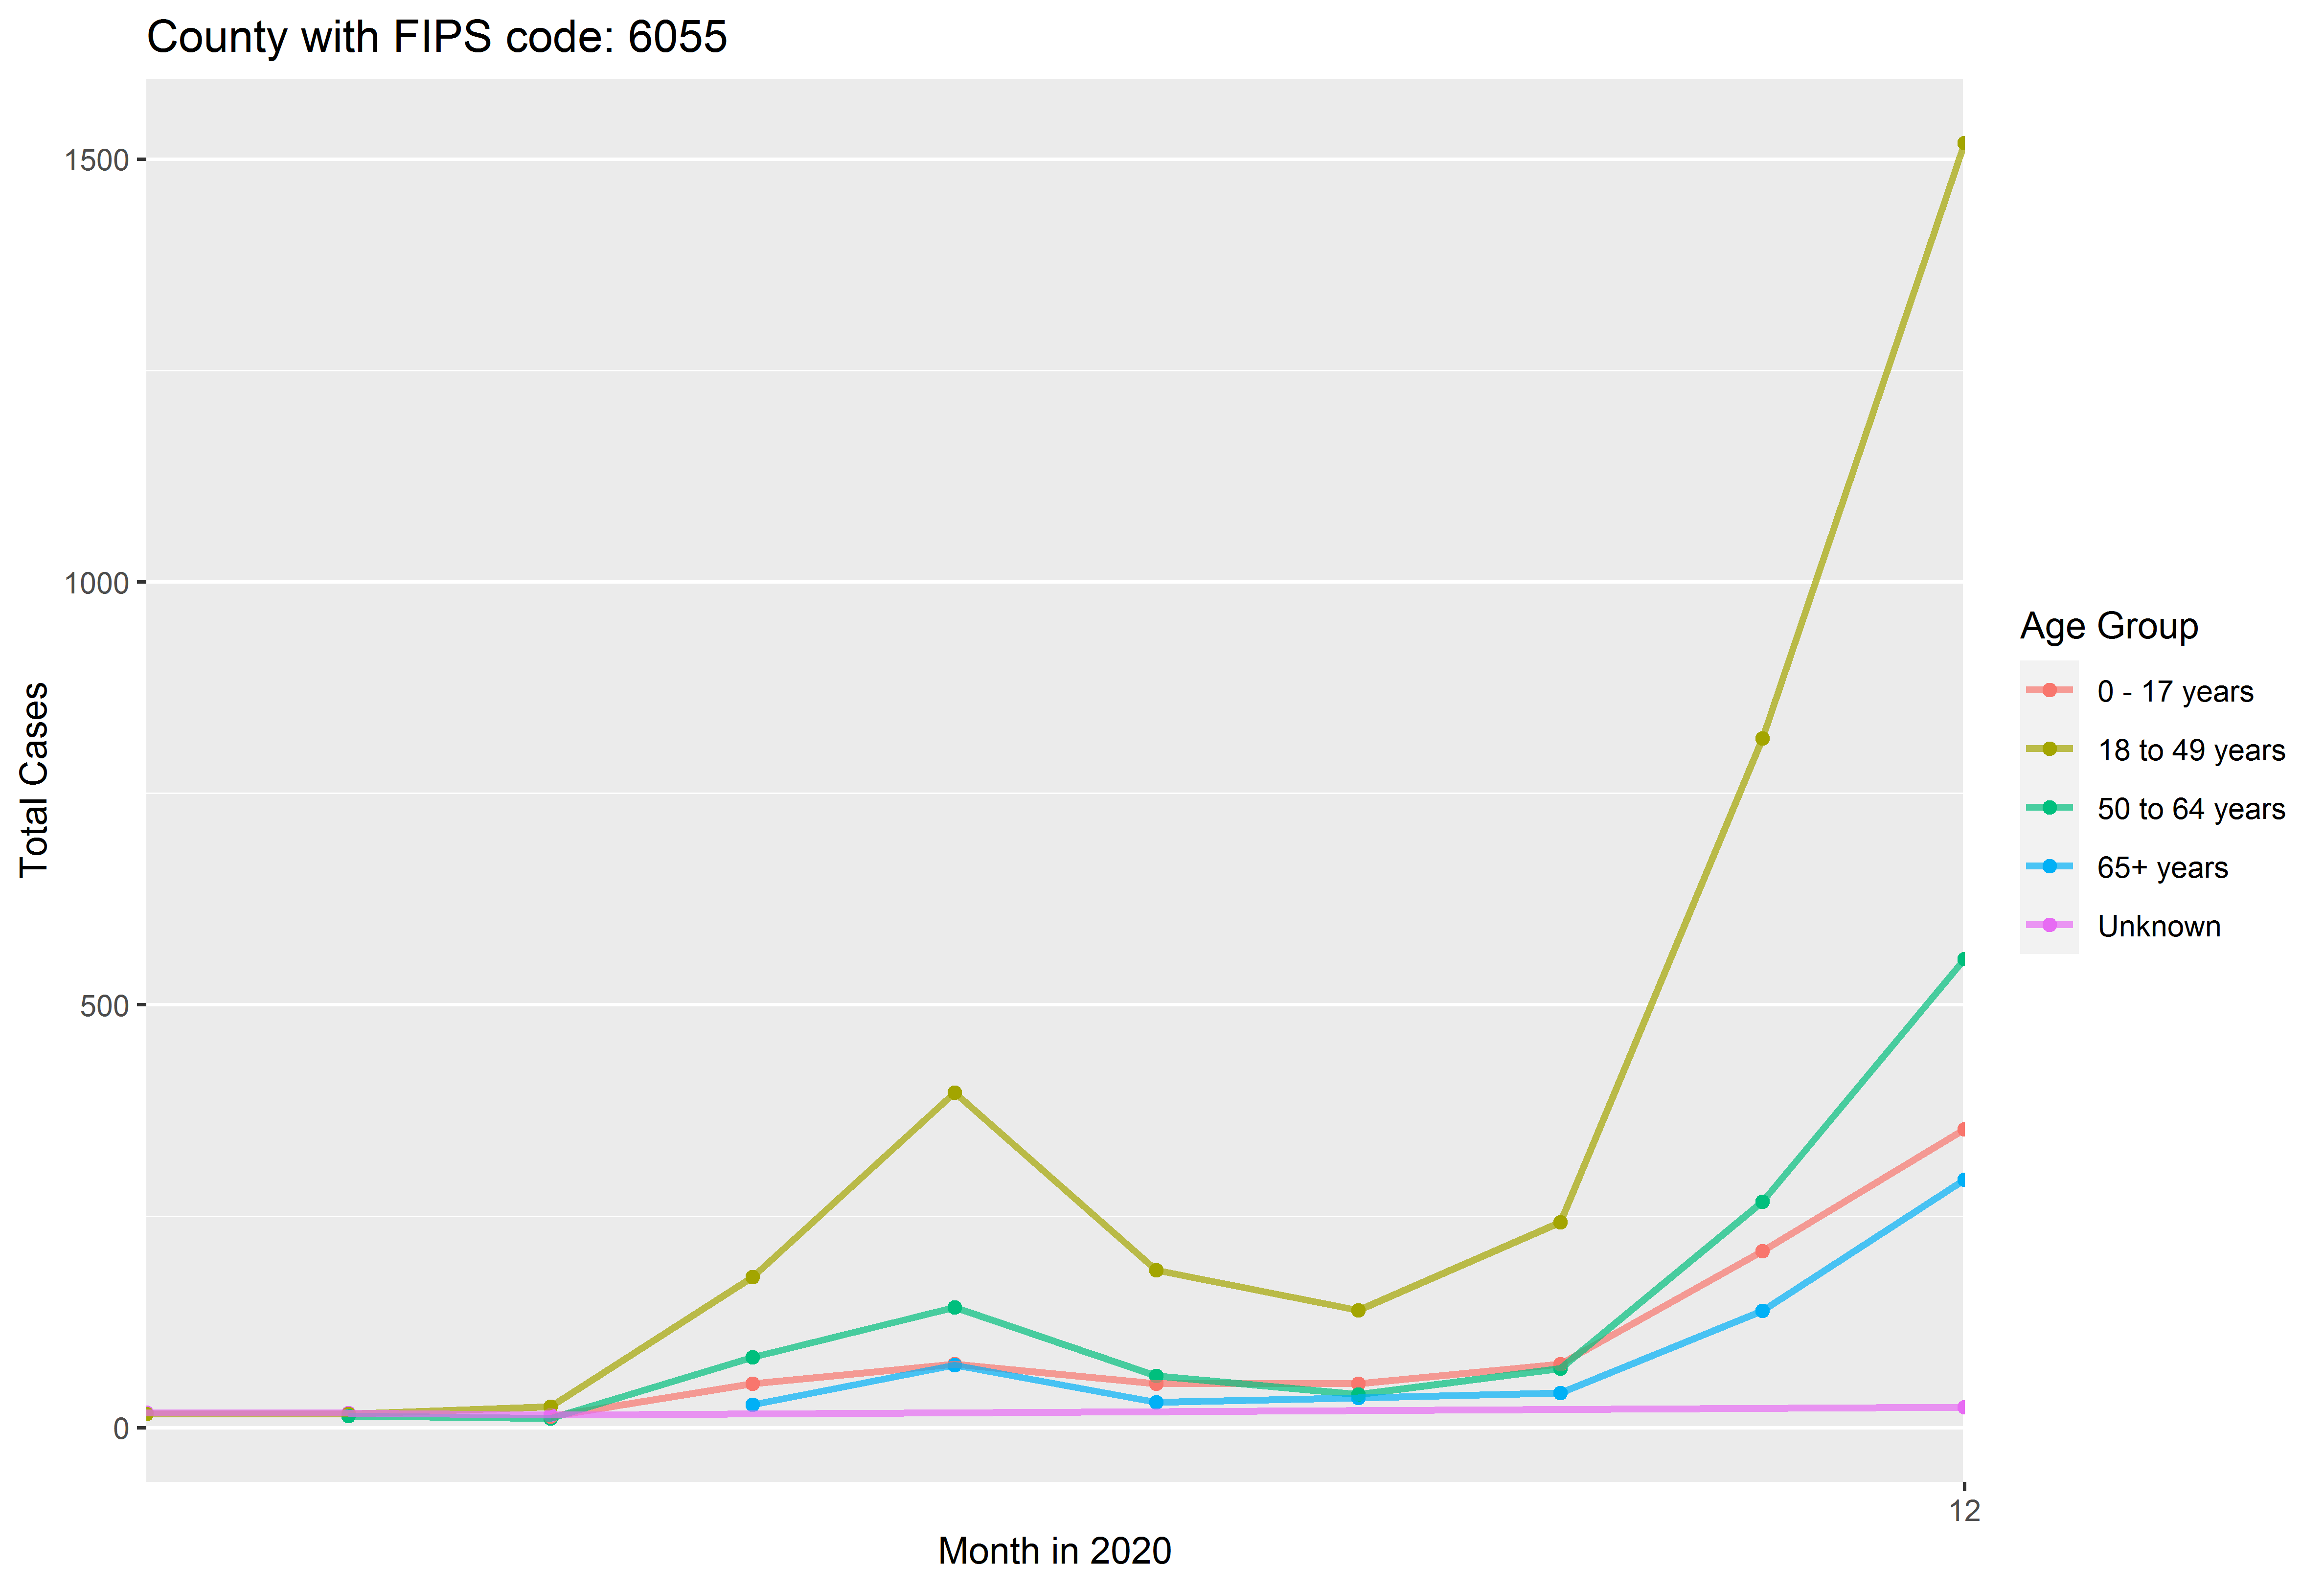 County with FIPS code: 6055
1500
1000
500
0
Total Cases
12
Month in 2020
Age Group
0 - 17 years
18 to 49 years
50 to 64 years
65+ years
Unknown